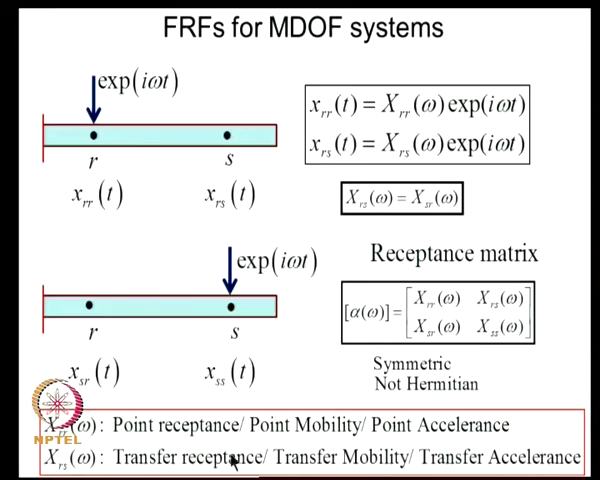 FRFs for MDOF systems
exp(iωt)
r s
x_rr(t) x_rs(t)
x_rr(t) = X_rr(ω)exp(iωt)
x_rs(t) = X_rs(ω)exp(iωt)
X_rs(ω) = X_sr(ω)
exp(iωt)
r s
x_sr(t) x_ss(t)
Receptance matrix
[α(ω)] = [X_rr(ω) X_rs(ω)
X_sr(ω) X_ss(ω)]
Symmetric
Not Hermitian
X_rr(ω): Point receptance/ Point Mobility/ Point Accelerance
NPTEL
X_rs(ω): Transfer receptance/ Transfer Mobility/ Transfer Accelerance